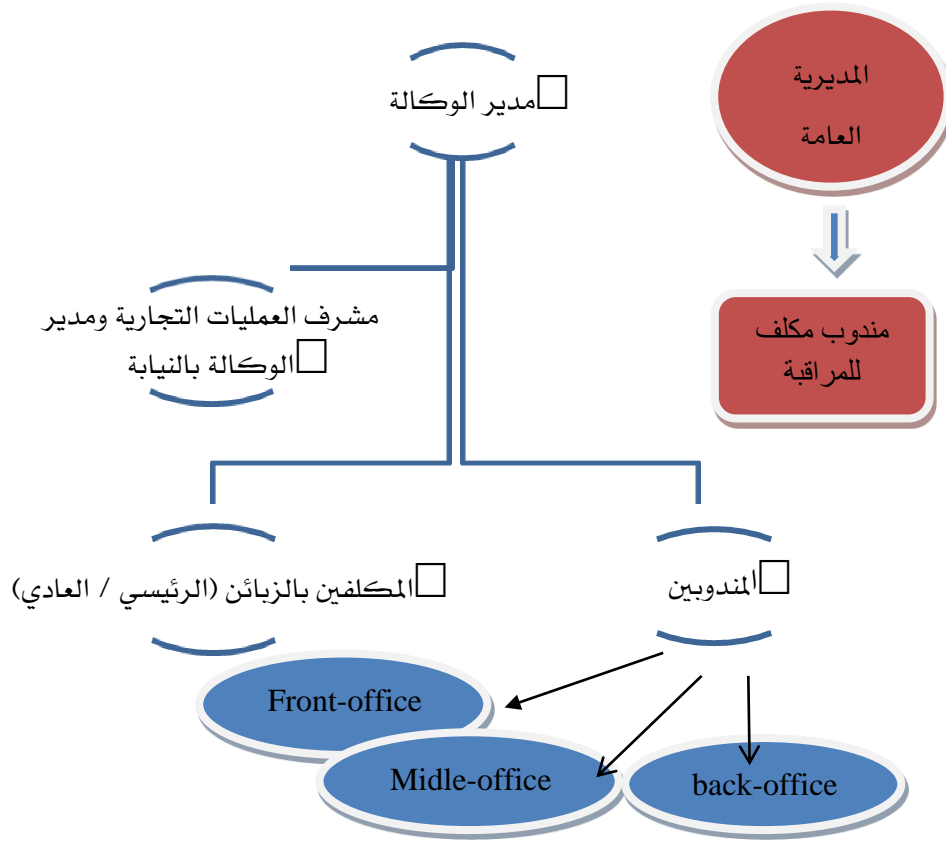 المديرية
العامة
مدير الوكالة
مندوب مكلف
للمراقبة
مشرف العمليات التجارية ومدير
الوكالة بالنيابة
المندوبين
المكلفين بالزبائن (الرئيسي / العادي)
Front-office
Midle-office
back-office